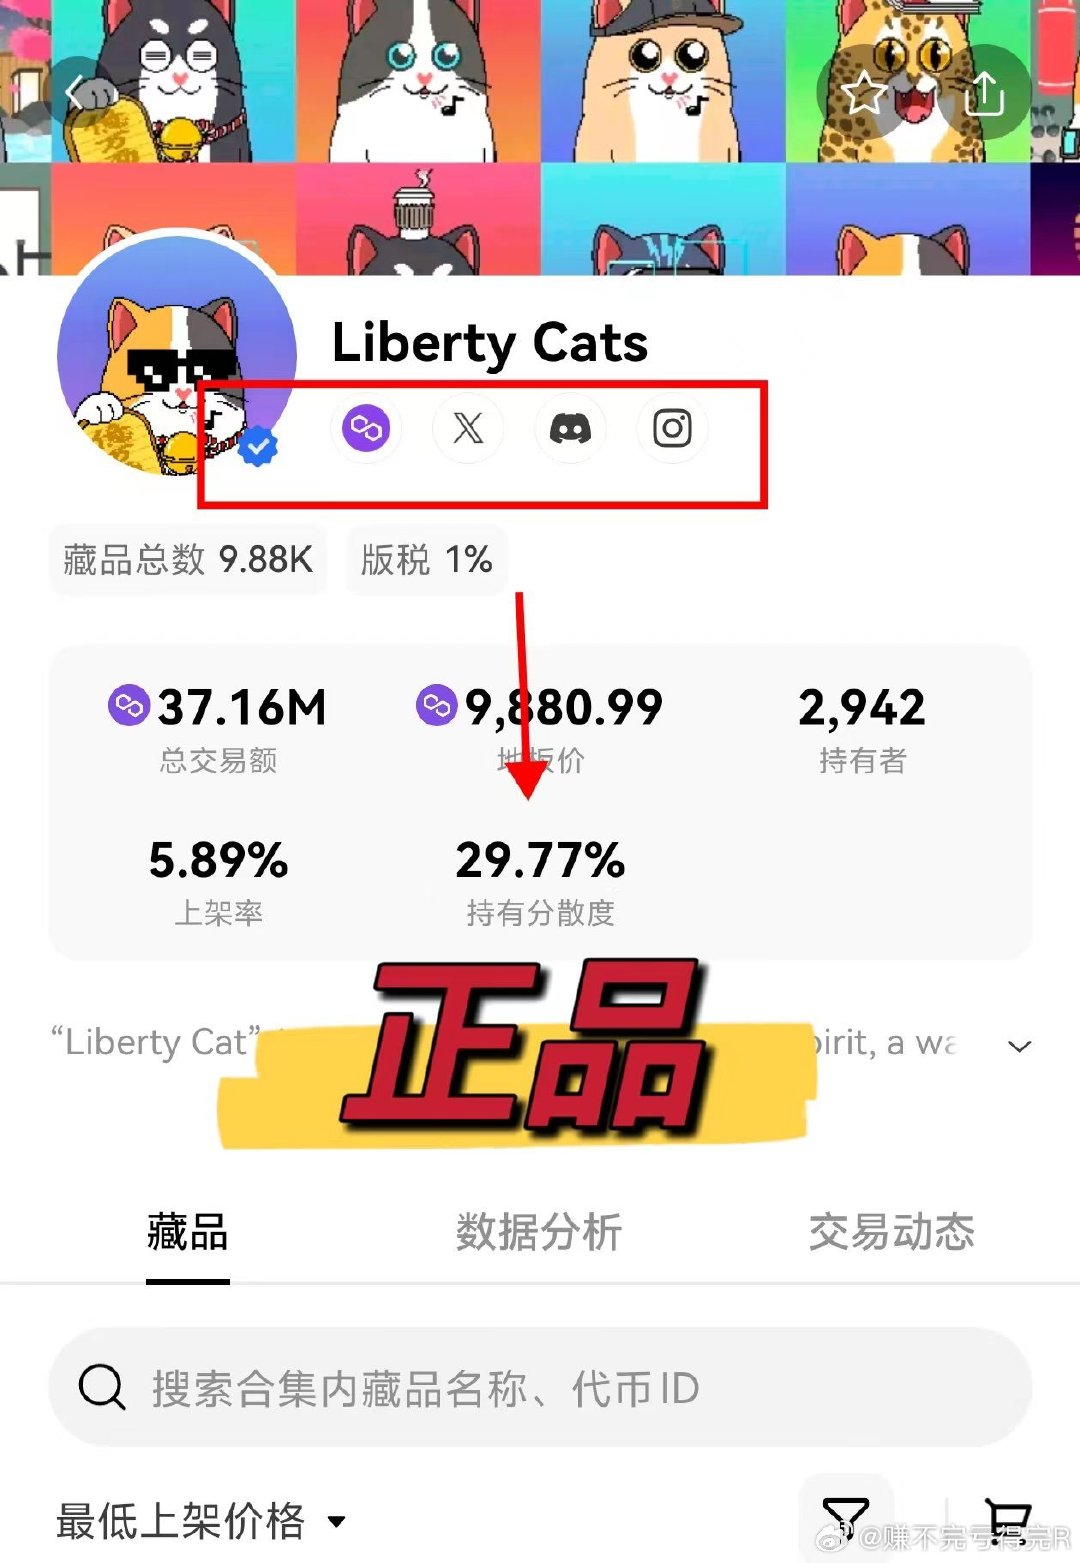 Liberty Cats
藏品总数 9.88K 版税 1%
37.16M 9,880.99 2,942
总交易额 地板价 持有者
5.89% 29.77%
上架率 持有分散度
“Liberty Cat” pirit, a wa
正品
藏品 数据分析 交易动态
搜索合集内藏品名称、代币ID
最低上架价格
@赚不完亏得完R